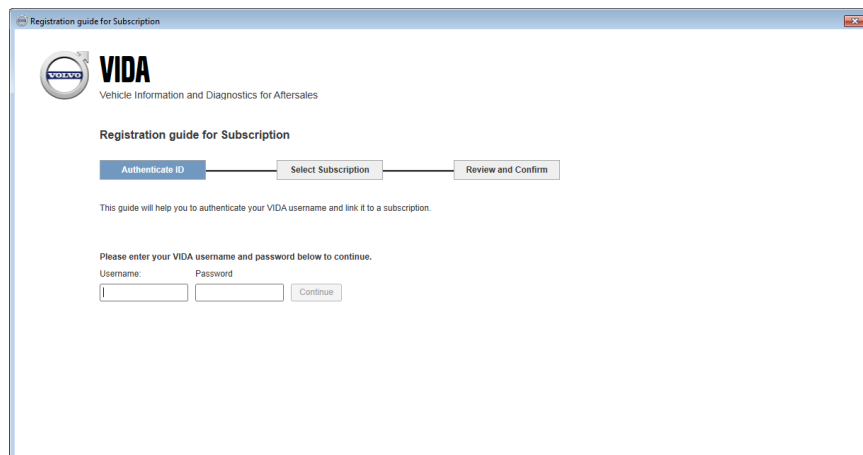 Registration guide for Subscription
VOLVO
VIDA
Vehicle Information and Diagnostics for Aftersales
Registration guide for Subscription
Authenticate ID Select Subscription Review and Confirm
This guide will help you to authenticate your VIDA username and link it to a subscription.
Please enter your VIDA username and password below to continue.
Username: Password
Continue